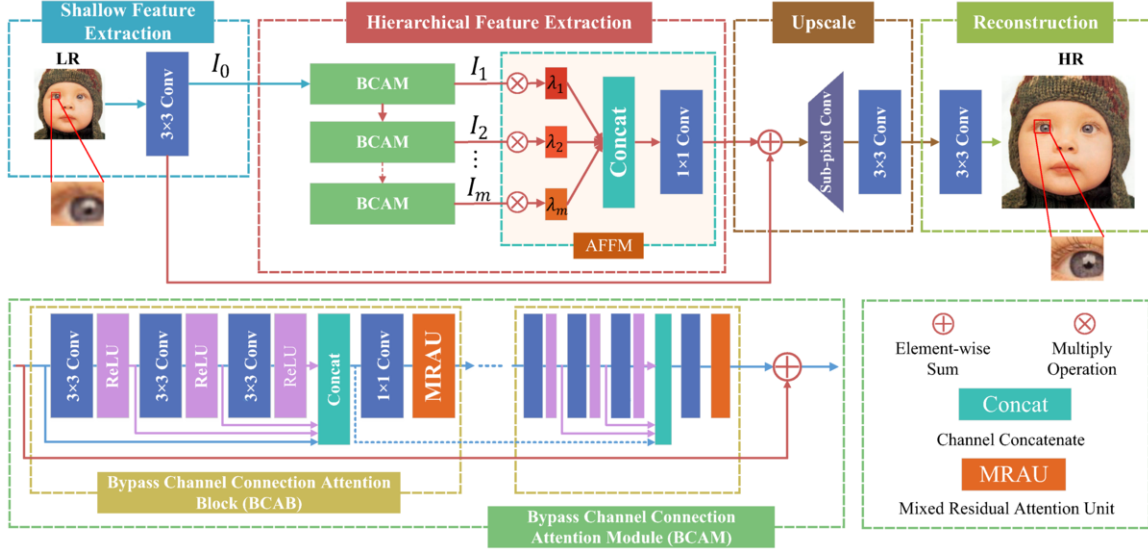 Shallow Feature
Extraction
Hierarchical Feature Extraction
Upscale
Reconstruction
LR
3×3 Conv
I0
BCAM
BCAM
BCAM
I1
I2
⋮
Im
λ1
λ2
λm
Concat
1×1 Conv
AFFM
Sub-pixel Conv
3×3 Conv
3×3 Conv
HR
3×3 Conv
ReLU
3×3 Conv
ReLU
3×3 Conv
ReLU
Concat
1×1 Conv
MRAU
Bypass Channel Connection Attention
Block (BCAB)
Bypass Channel Connection
Attention Module (BCAM)
Element-wise
Sum
Multiply
Operation
Concat
Channel Concatenate
MRAU
Mixed Residual Attention Unit